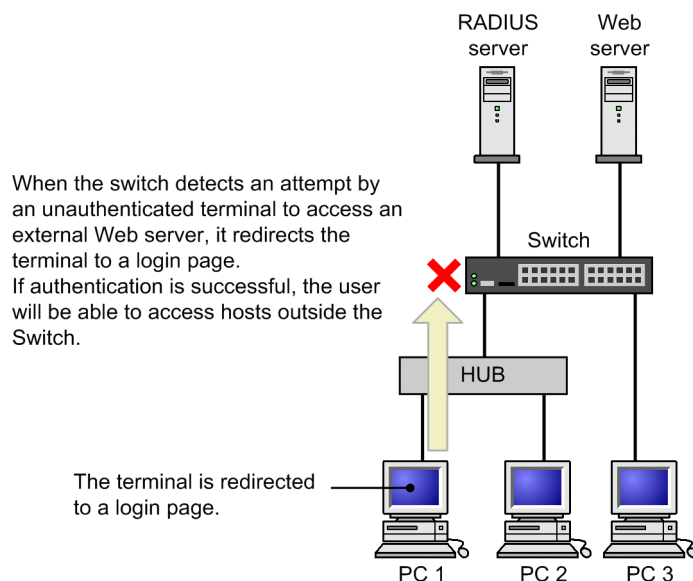 RADIUS
server
Web
server
When the switch detects an attempt by
an unauthenticated terminal to access an
external Web server, it redirects the
terminal to a login page.
If authentication is successful, the user
will be able to access hosts outside the
Switch.
Switch
HUB
The terminal is redirected
to a login page.
PC 1
PC 2
PC 3